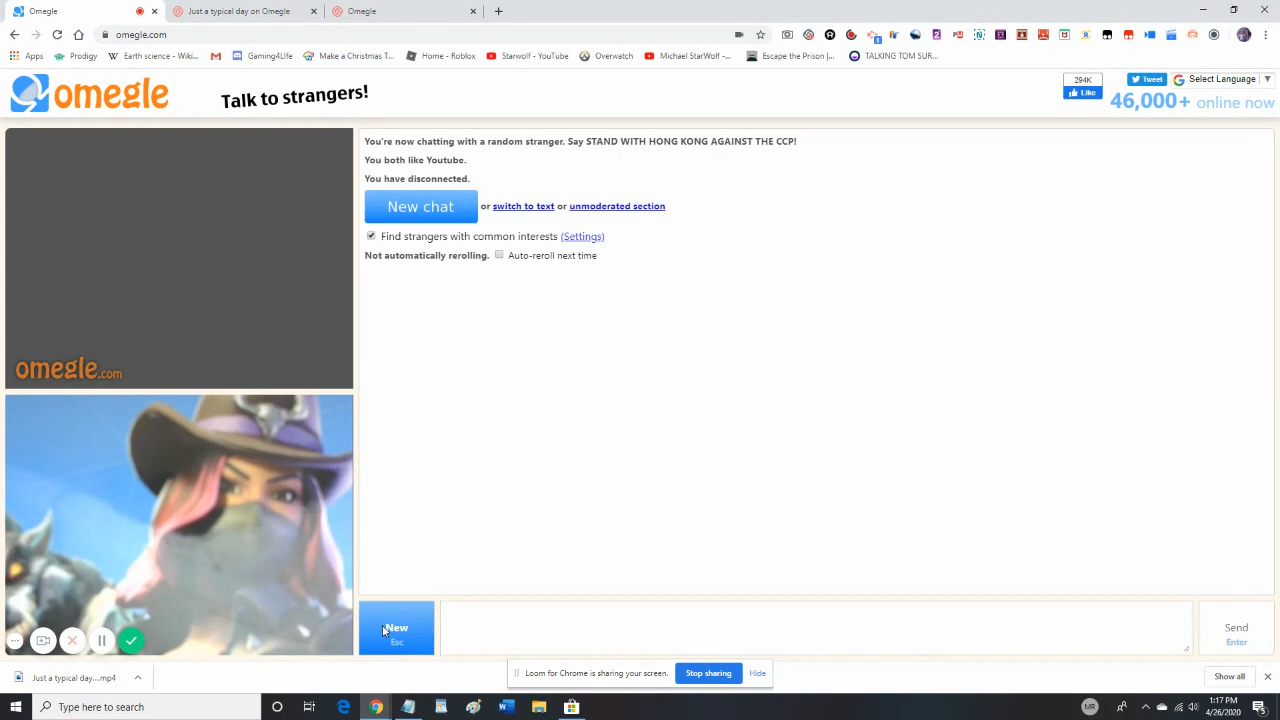 Omegle
Just a typical day on Omegle
Omegle
omegle.com
Apps
Prodigy
Earth science - Wiki...
Gaming4Life
Make a Christmas T...
Home - Roblox
Starwolf - YouTube
Overwatch
Michael StarWolf -...
Escape the Prison |...
TALKING TOM SUR...
omegle
Talk to strangers!
294K
Like
Tweet
Select Language
46,000+ online now
You're now chatting with a random stranger. Say STAND WITH HONG KONG AGAINST THE CCP!
You both like Youtube.
You have disconnected.
New chat or switch to text or unmoderated section
Find strangers with common interests (Settings)
Not automatically rerolling. Auto-reroll next time
omegle.com
New
Esc
Send
Enter
Just a typical day....mp4
Loom for Chrome is sharing your screen.
Stop sharing
Hide
Show all
Type here to search
MR
1:17 PM
4/26/2020